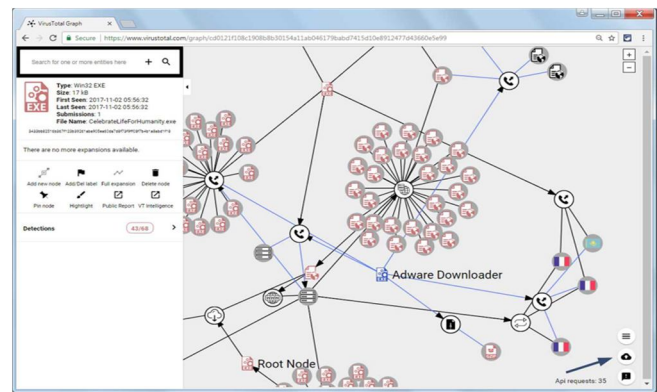 VirusTotal Graph
Secure | https://www.virustotal.com/graph/cd0121f108c1908b8b30154a11ab046179babd7415d10e8912477d43660e5e99
Search for one or more entities here
Type: Win32 EXE
Size: 17 kB
First Seen: 2017-11-02 05:56:32
Last Seen: 2017-11-02 05:56:32
Submissions: 1
File Name: CelebrateLifeForHumanity.exe
There are no more expansions available.
Add new node Add/Del label Full expansion Delete node
Pin node Hightlight Public Report VT Intelligence
Detections 43/68
Adware Downloader
Root Node
Api requests: 35